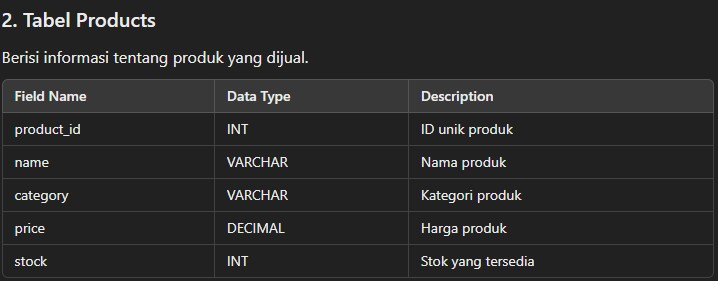 2. Tabel Products
Berisi informasi tentang produk yang dijual.
Field Name Data Type Description
product_id INT ID unik produk
name VARCHAR Nama produk
category VARCHAR Kategori produk
price DECIMAL Harga produk
stock INT Stok yang tersedia